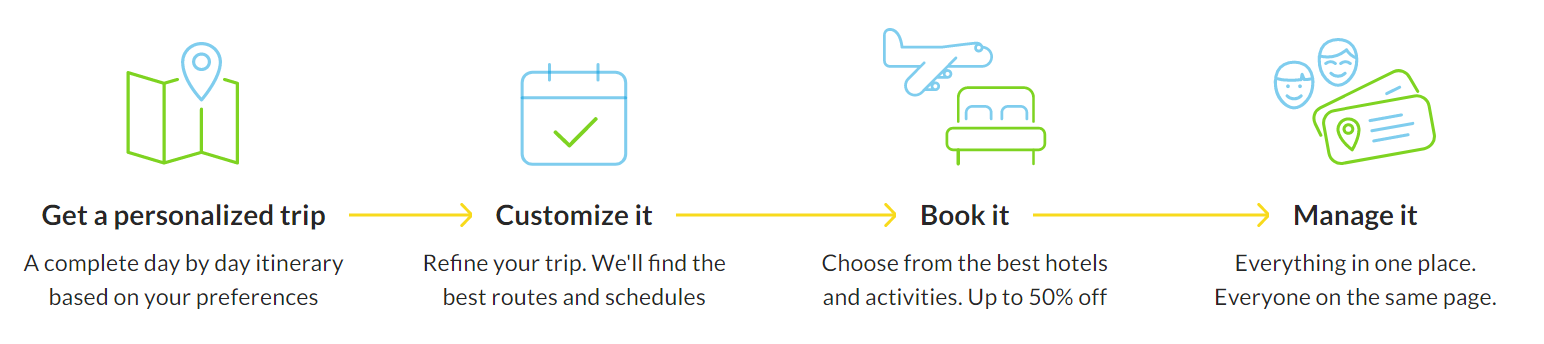 Get a personalized trip
A complete day by day itinerary
based on your preferences
Customize it
Refine your trip. We'll find the
best routes and schedules
Book it
Choose from the best hotels
and activities. Up to 50% off
Manage it
Everything in one place.
Everyone on the same page.